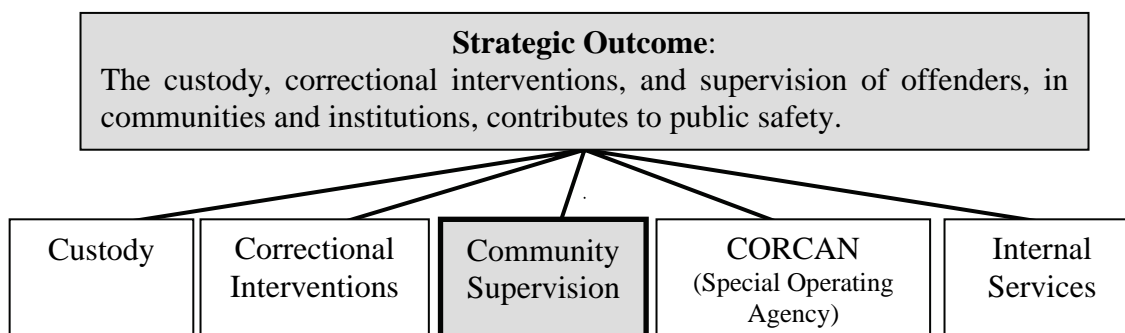 Strategic Outcome:
The custody, correctional interventions, and supervision of offenders, in
communities and institutions, contributes to public safety.
Custody
Correctional
Interventions
Community
Supervision
CORCAN
(Special Operating
Agency)
Internal
Services